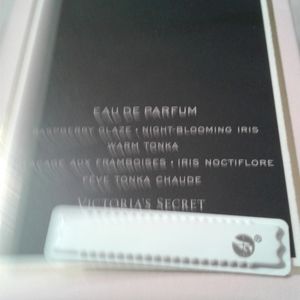 EAU DE PARFUM
RASPBERRY GLAZE • NIGHT-BLOOMING IRIS
WARM TONKA
GLAÇAGE AUX FRAMBOISES • IRIS NOCTIFLORE
FÈVE TONKA CHAUDE
VICTORIA'S SECRET
®